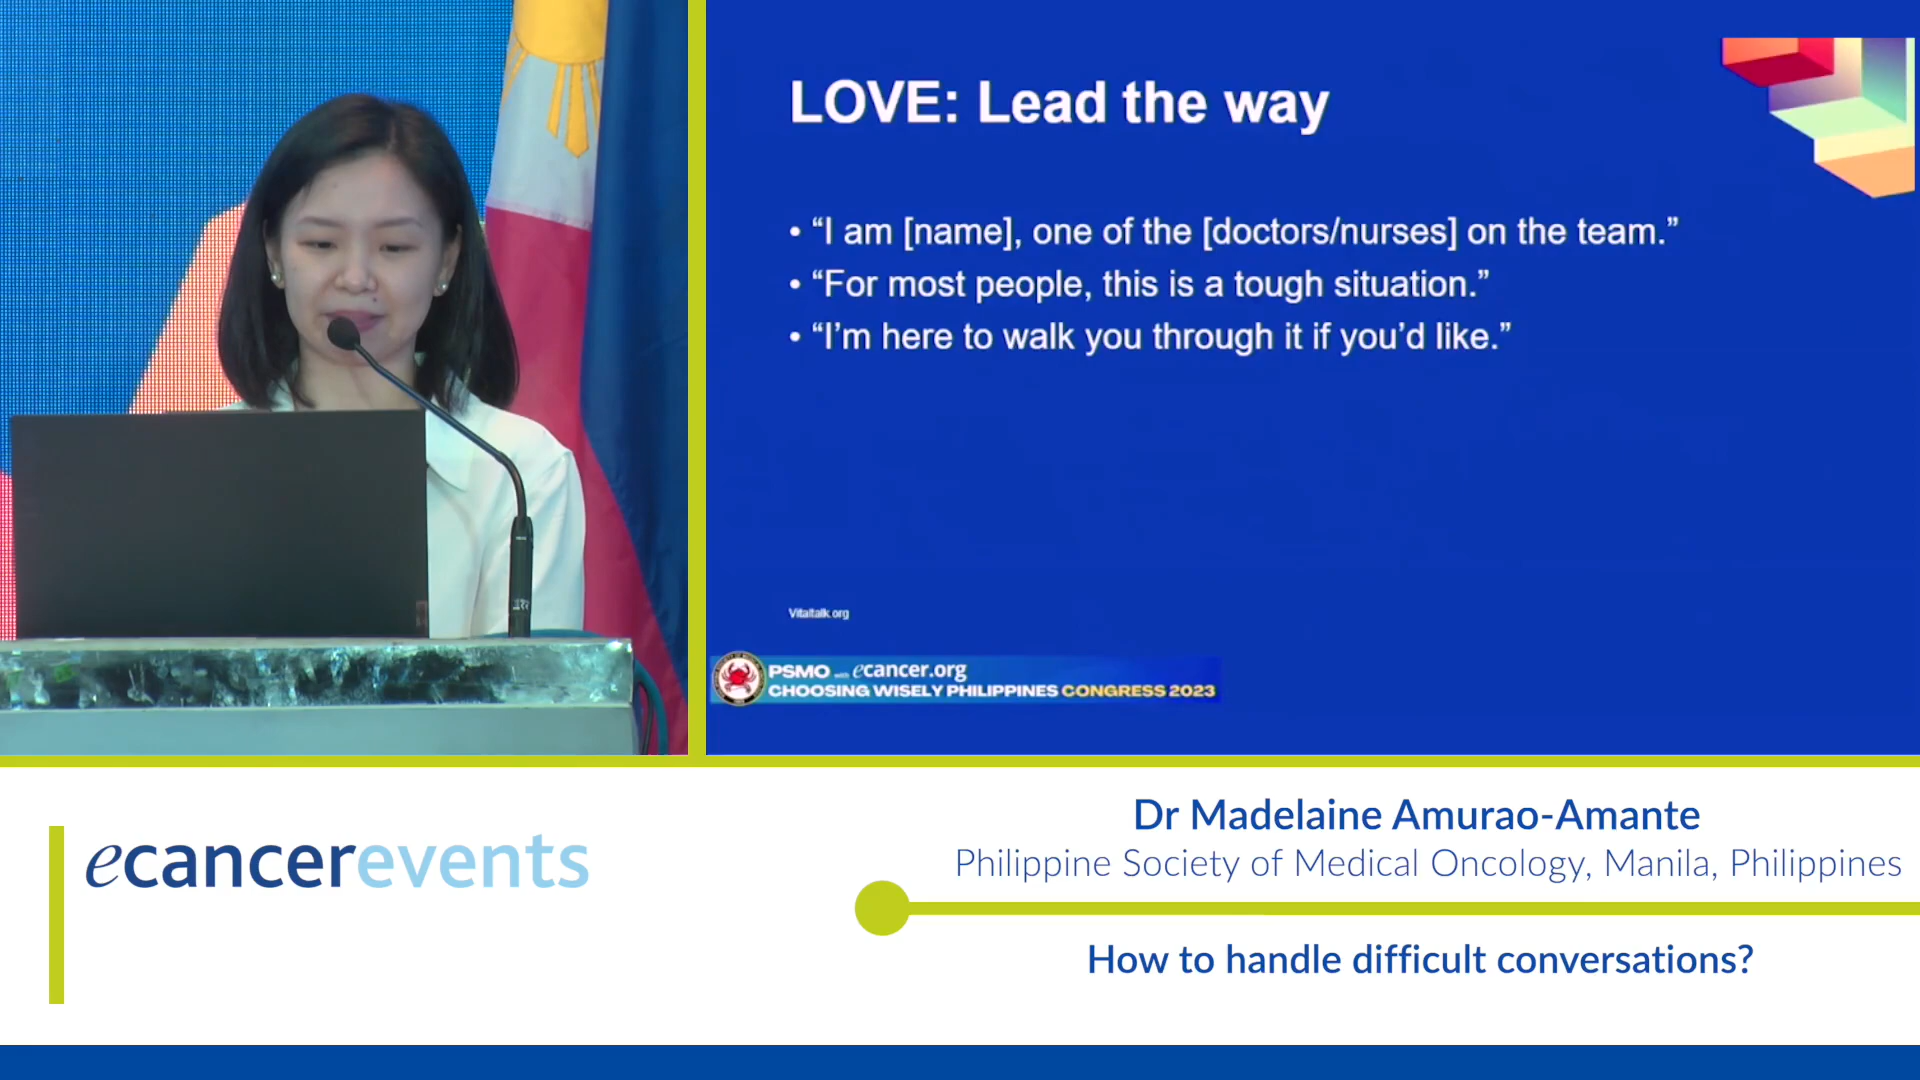 LOVE: Lead the way
• “I am [name], one of the [doctors/nurses] on the team.”
• “For most people, this is a tough situation.”
• “I’m here to walk you through it if you’d like.”
Vitaltalk.org
PSMO with ecancer.org
CHOOSING WISELY PHILIPPINES CONGRESS 2023
ecancerevents
Dr Madelaine Amurao-Amante
Philippine Society of Medical Oncology, Manila, Philippines
How to handle difficult conversations?